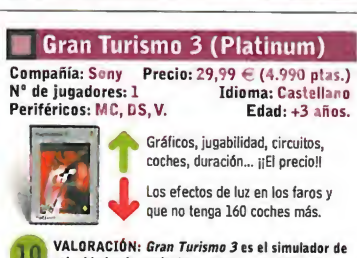 Gran Turismo 3 (Platinum)
Compañía: Sony Precio: 29,99 € (4.990 ptas.)
Nº de jugadores: 1 Idioma: Castellano
Periféricos: MC, DS, V. Edad: +3 años.
Gráficos, jugabilidad, circuitos,
coches, duración... ¡¡El precio!!
Los efectos de luz en los faros y
que no tenga 160 coches más.
10 VALORACIÓN: Gran Turismo 3 es el simulador de